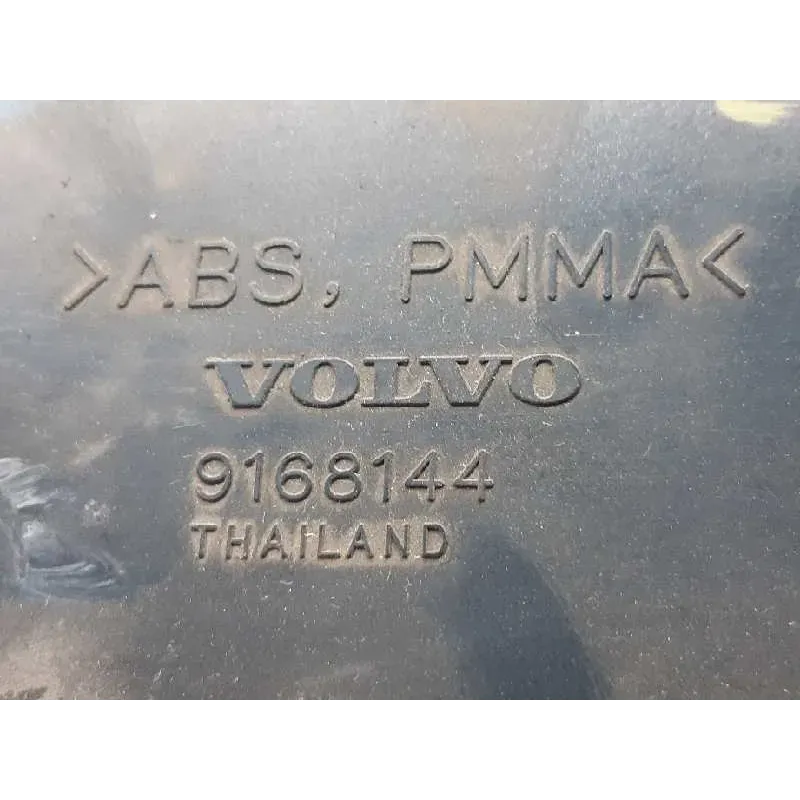 >ABS, PMMA<
VOLVO
9168144
THAILAND